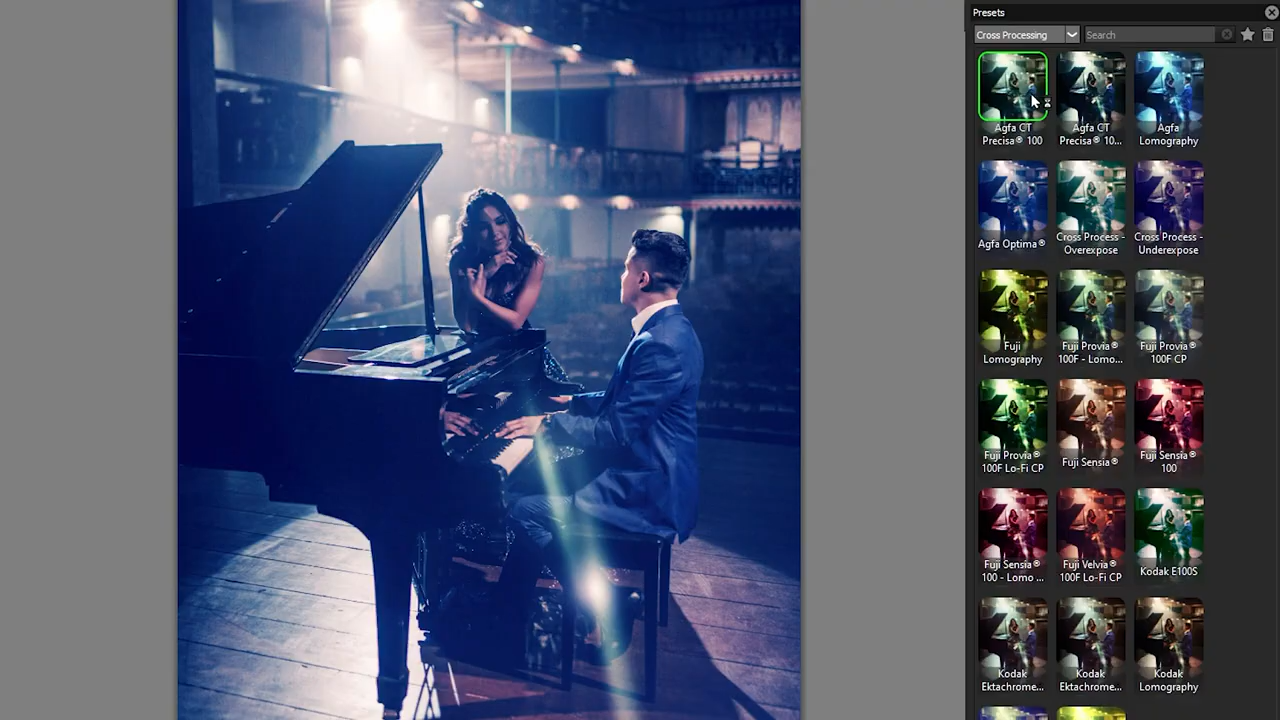 Presets
Cross Processing
Search
Agfa CT
Precisa® 100
Agfa CT
Precisa® 10...
Agfa
Lomography
Agfa Optima®
Cross Process -
Overexpose
Cross Process -
Underexpose
Fuji
Lomography
Fuji Provia®
100F - Lomo...
Fuji Provia®
100F CP
Fuji Provia®
100F Lo-Fi CP
Fuji Sensia®
Fuji Sensia®
100
Fuji Sensia®
100 - Lomo ...
Fuji Velvia®
100F Lo-Fi CP
Kodak E100S
Kodak
Ektachrome...
Kodak
Ektachrome...
Kodak
Lomography